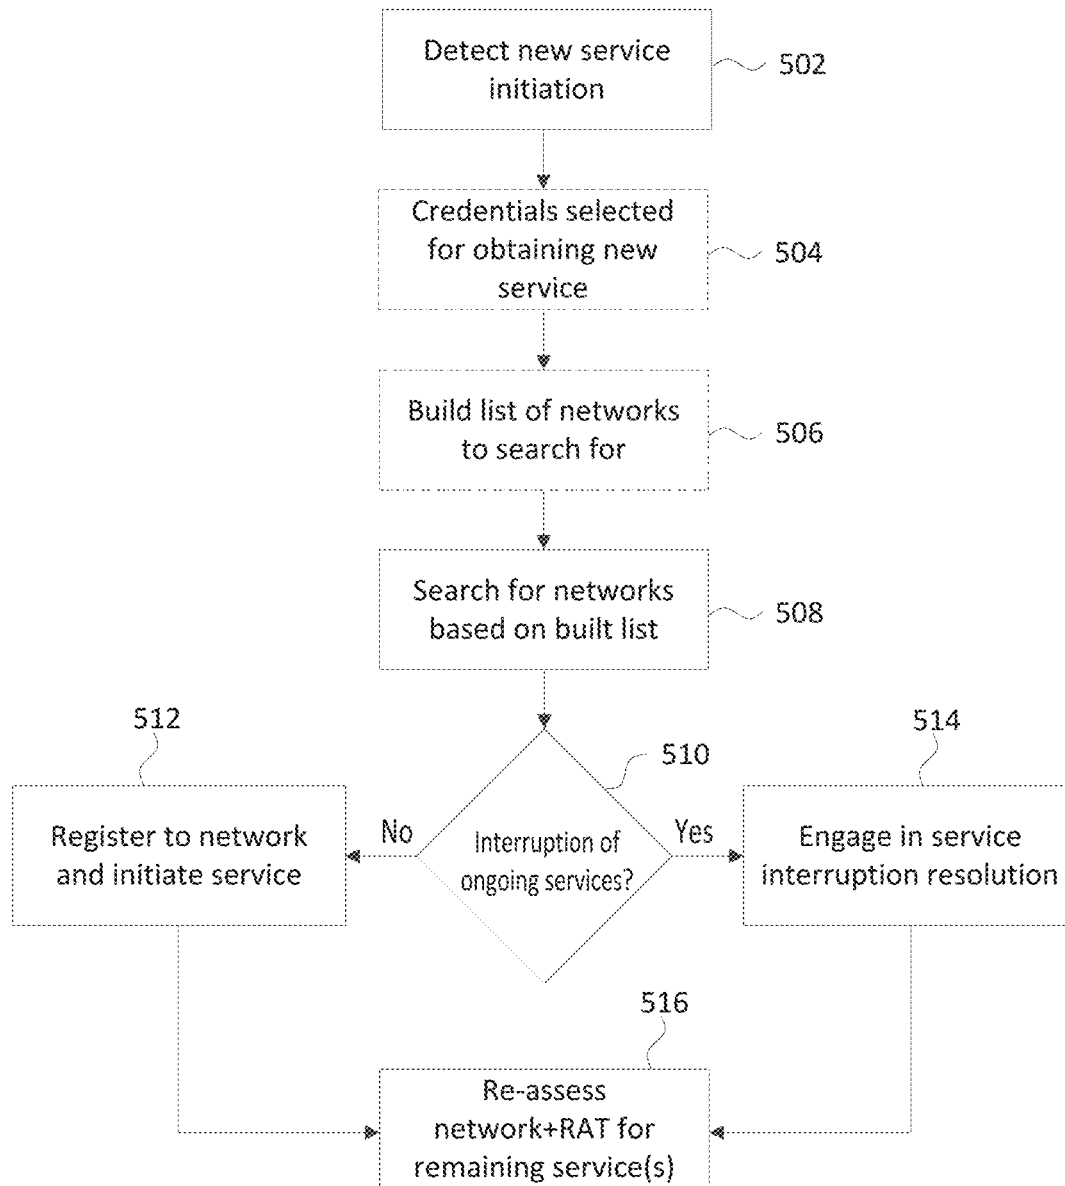 Detect new service
initiation
502
Credentials selected
for obtaining new
service
504
Build list of networks
to search for
506
Search for networks
based on built list
508
512
514
510
Register to network
and initiate service
No
Interruption of
ongoing services?
Yes
Engage in service
interruption resolution
516
Re-assess
network+RAT for
remaining service(s)